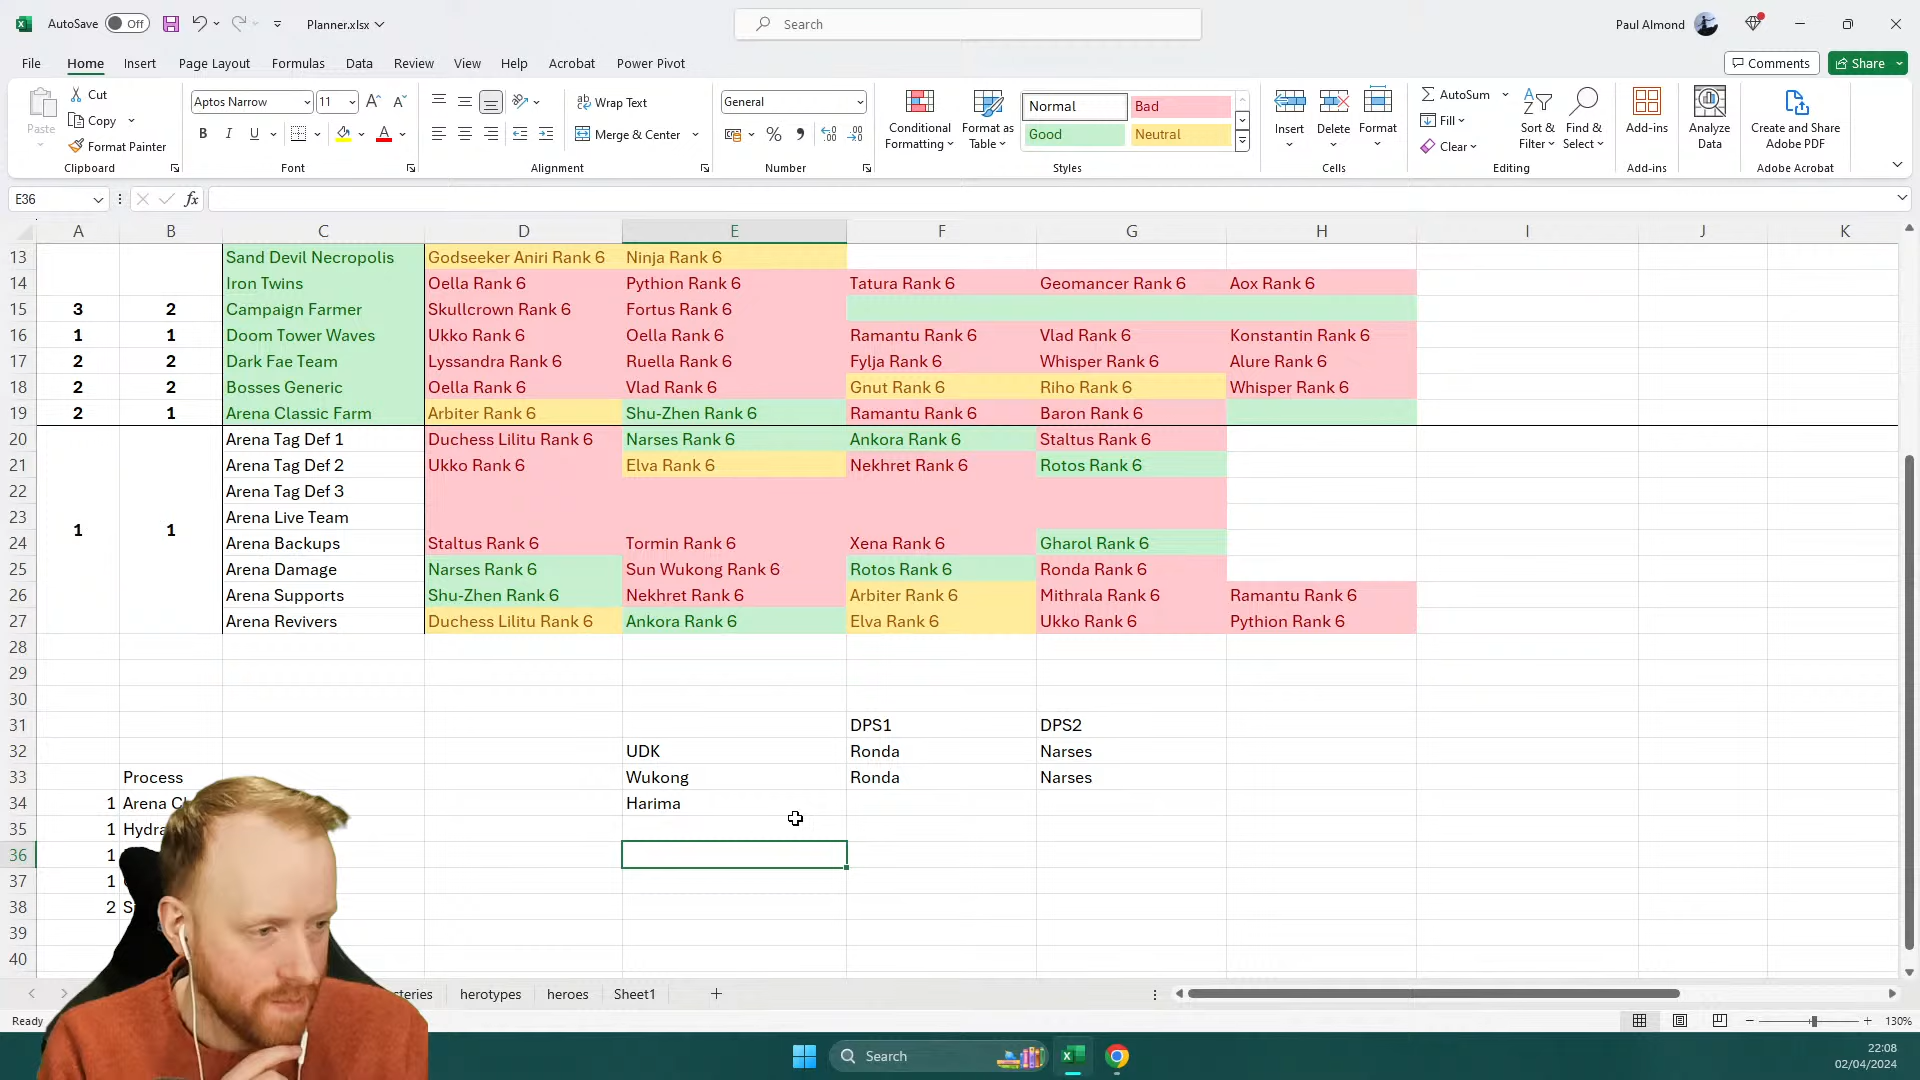 AutoSave Off Planner.xlsx Search Paul Almond
File Home Insert Page Layout Formulas Data Review View Help Acrobat Power Pivot Comments Share
Paste Cut Copy Format Painter Clipboard
Aptos Narrow 11 B I U A Font
Wrap Text Merge & Center Alignment
General % Number
Conditional Formatting Format as Table Normal Bad Good Neutral Styles
Insert Delete Format Cells
AutoSum Fill Clear Sort & Filter Find & Select Editing
Add-ins Add-ins
Analyze Data
Create and Share Adobe PDF Adobe Acrobat
E36 fx
A B C D E F G H I J K
13 Sand Devil Necropolis Godseeker Aniri Rank 6 Ninja Rank 6
14 Iron Twins Oella Rank 6 Pythion Rank 6 Tatura Rank 6 Geomancer Rank 6 Aox Rank 6
15 3 2 Campaign Farmer Skullcrown Rank 6 Fortus Rank 6
16 1 1 Doom Tower Waves Ukko Rank 6 Oella Rank 6 Ramantu Rank 6 Vlad Rank 6 Konstantin Rank 6
17 2 2 Dark Fae Team Lyssandra Rank 6 Ruella Rank 6 Fylja Rank 6 Whisper Rank 6 Alure Rank 6
18 2 2 Bosses Generic Oella Rank 6 Vlad Rank 6 Gnut Rank 6 Riho Rank 6 Whisper Rank 6
19 2 1 Arena Classic Farm Arbiter Rank 6 Shu-Zhen Rank 6 Ramantu Rank 6 Baron Rank 6
20 Arena Tag Def 1 Duchess Lilitu Rank 6 Narses Rank 6 Ankora Rank 6 Staltus Rank 6
21 Arena Tag Def 2 Ukko Rank 6 Elva Rank 6 Nekhret Rank 6 Rotos Rank 6
22 Arena Tag Def 3
23 Arena Live Team
1 1
24 Arena Backups Staltus Rank 6 Tormin Rank 6 Xena Rank 6 Gharol Rank 6
25 Arena Damage Narses Rank 6 Sun Wukong Rank 6 Rotos Rank 6 Ronda Rank 6
26 Arena Supports Shu-Zhen Rank 6 Nekhret Rank 6 Arbiter Rank 6 Mithrala Rank 6 Ramantu Rank 6
27 Arena Revivers Duchess Lilitu Rank 6 Ankora Rank 6 Elva Rank 6 Ukko Rank 6 Pythion Rank 6
28
29
30
31 DPS1 DPS2
32 UDK Ronda Narses
33 Process Wukong Ronda Narses
34 1 Arena Harima
35 1 Hydra
36 1
37 1
38 2
39
40
herotypes heroes Sheet1
Ready 130%
Search 22:08
02/04/2024